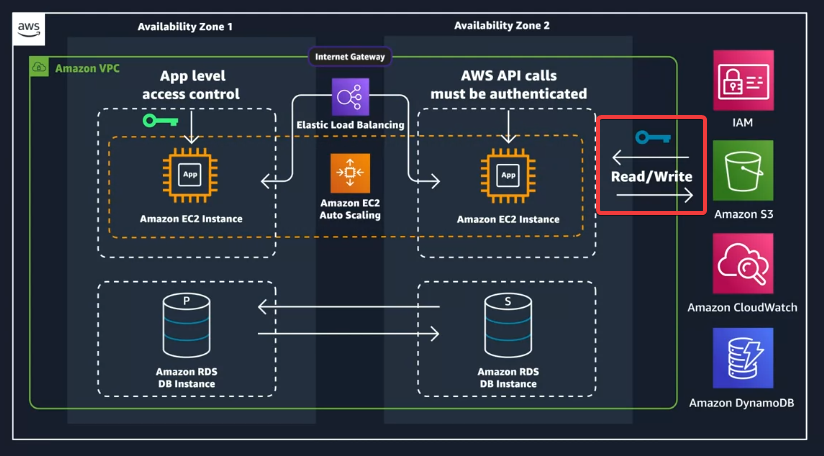 aws
Availability Zone 1
Availability Zone 2
Amazon VPC
Internet Gateway
App level
access control
AWS API calls
must be authenticated
Elastic Load Balancing
IAM
App
App
Read/Write
Amazon EC2
Auto Scaling
Amazon EC2 Instance
Amazon EC2 Instance
Amazon S3
P
S
Amazon CloudWatch
Amazon RDS
DB Instance
Amazon RDS
DB Instance
Amazon DynamoDB